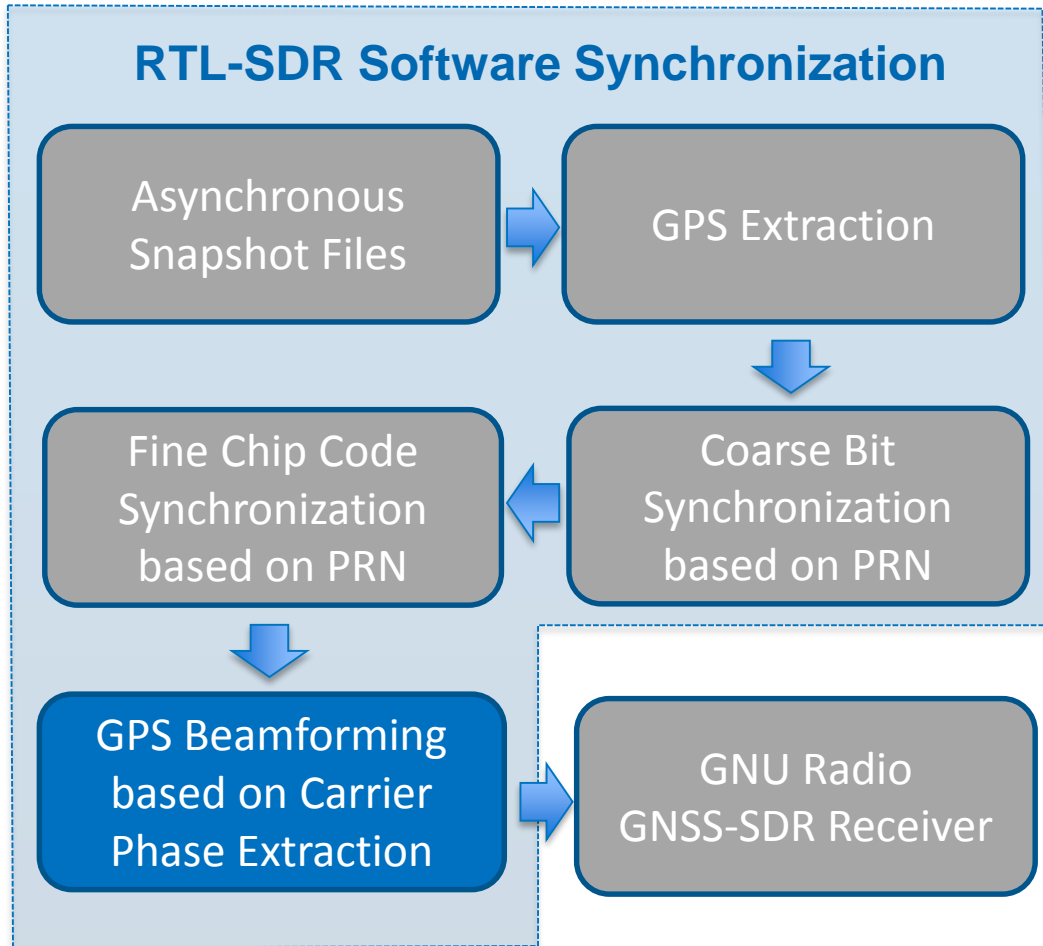 RTL-SDR Software Synchronization
Asynchronous
Snapshot Files
GPS Extraction
Coarse Bit
Synchronization
based on PRN
Fine Chip Code
Synchronization
based on PRN
GPS Beamforming
based on Carrier
Phase Extraction
GNU Radio
GNSS-SDR Receiver